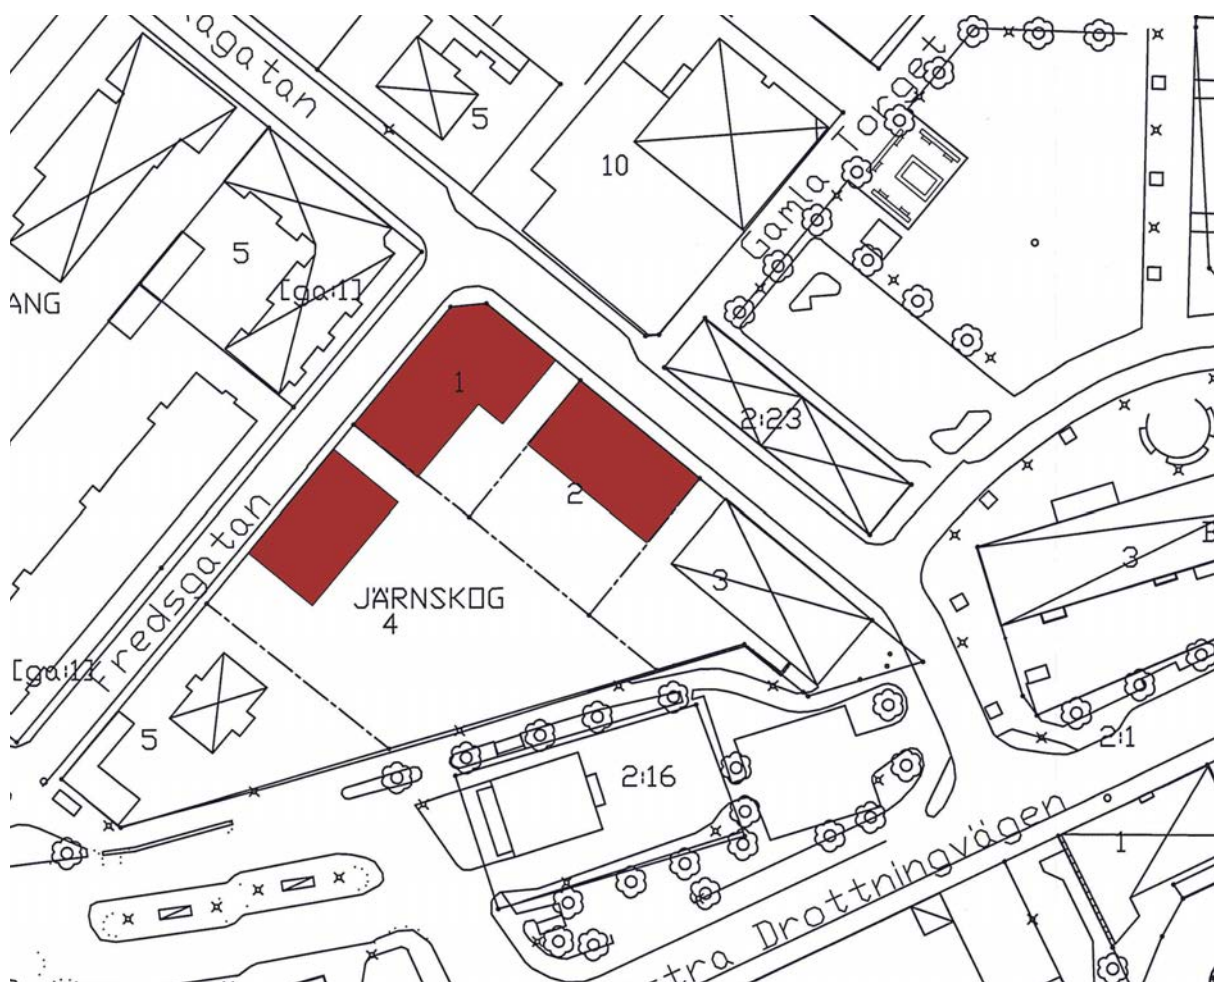 agatan
5
10
Gamla Torget
5
[ga:1]
ANG
1
2:23
2
3
3
JÄRNSKOG
4
Fredsgatan
[ga:1]
5
2:16
2:1
1
stra Drottningvägen